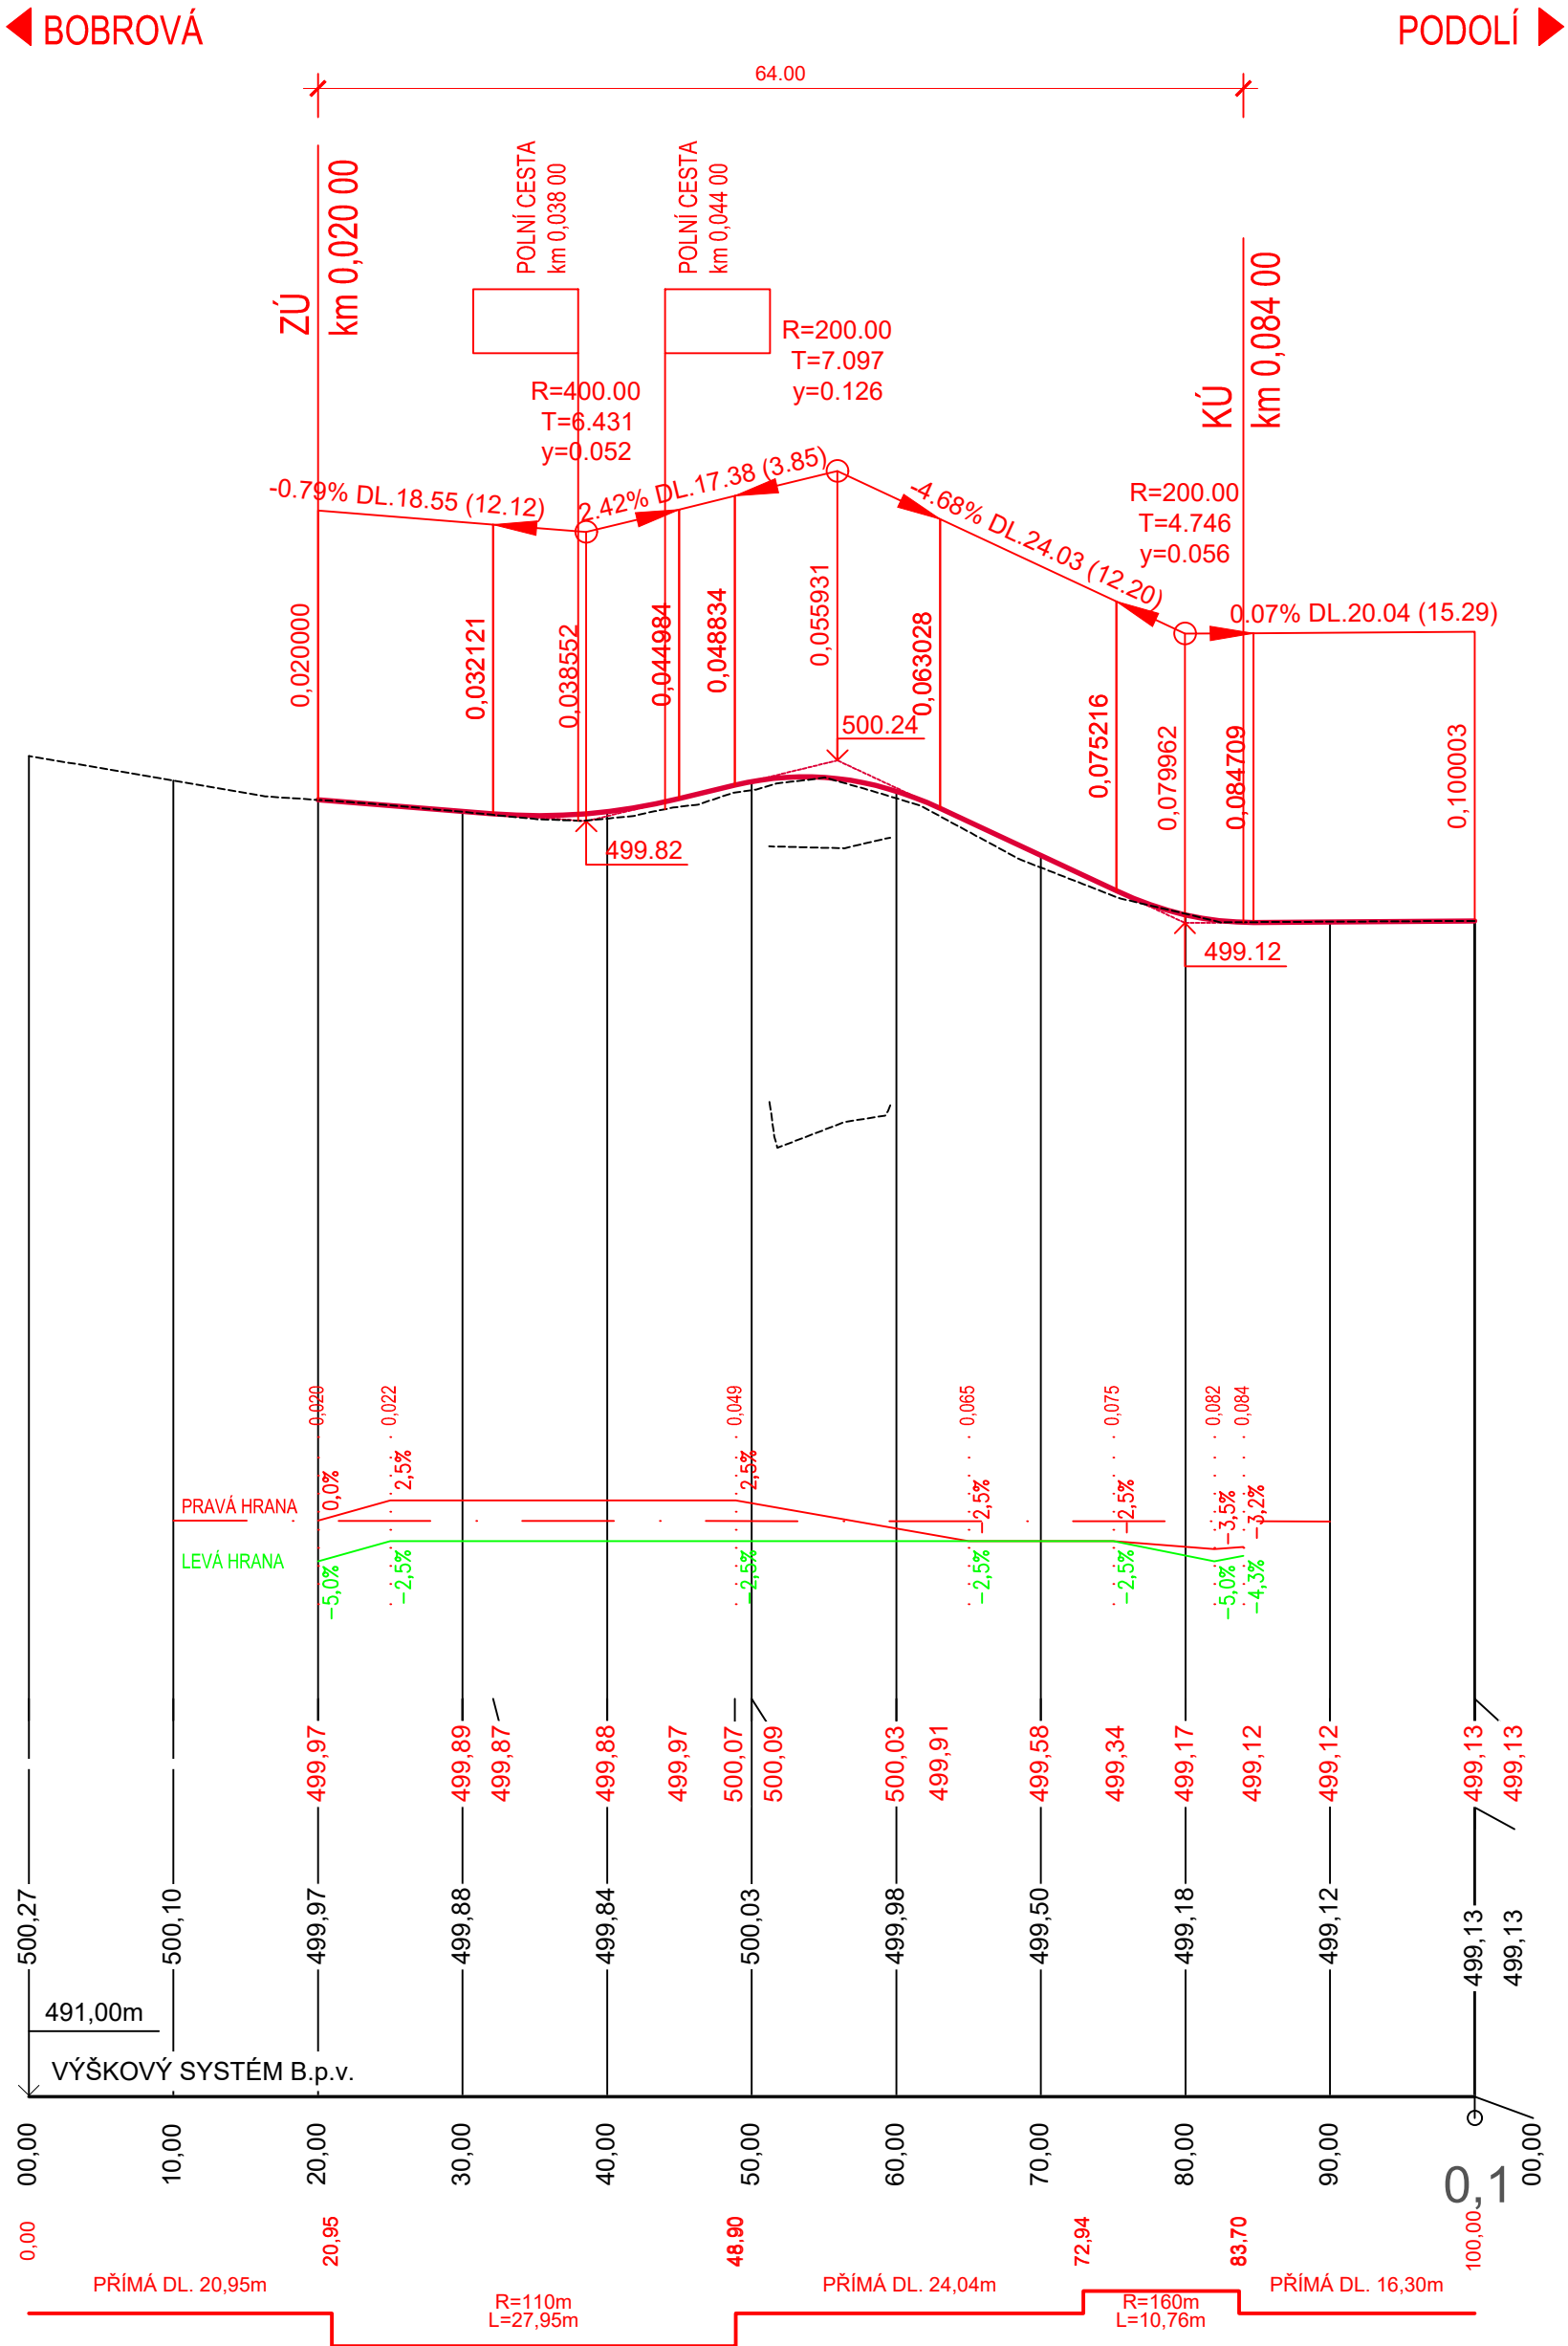 BOBROVÁ
PODOLÍ
64.00
ZÚ
km 0,020 00
POLNÍ CESTA
km 0,038 00
POLNÍ CESTA
km 0,044 00
KÚ
km 0,084 00
R=400.00
T=6.431
y=0.052
R=200.00
T=7.097
y=0.126
R=200.00
T=4.746
y=0.056
-0.79% DL.18.55 (12.12)
2.42% DL.17.38 (3.85)
-4.68% DL.24.03 (12.20)
0.07% DL.20.04 (15.29)
0,020000
0,032121
0,038552
0,044984
0,048834
0,055931
0,063028
0,075216
0,079962
0,084709
0,100003
500.24
499.82
499.12
0,020
0,022
0,049
0,065
0,075
0,082
0,084
PRAVÁ HRANA
0,0%
2,5%
2,5%
-2,5%
-2,5%
-3,5%
-3,2%
LEVÁ HRANA
-5,0%
-2,5%
-2,5%
-2,5%
-2,5%
-5,0%
-4,3%
499,97
499,89
499,87
499,88
499,97
500,07
500,09
500,03
499,91
499,58
499,34
499,17
499,12
499,12
499,13
499,13
500,27
500,10
499,97
499,88
499,84
500,03
499,98
499,50
499,18
499,12
499,13
499,13
491,00m
VÝŠKOVÝ SYSTÉM B.p.v.
00,00
10,00
20,00
30,00
40,00
50,00
60,00
70,00
80,00
90,00
0,1
00,00
0,00
20,95
48,90
72,94
83,70
100,00
PŘÍMÁ DL. 20,95m
R=110m
L=27,95m
PŘÍMÁ DL. 24,04m
R=160m
L=10,76m
PŘÍMÁ DL. 16,30m